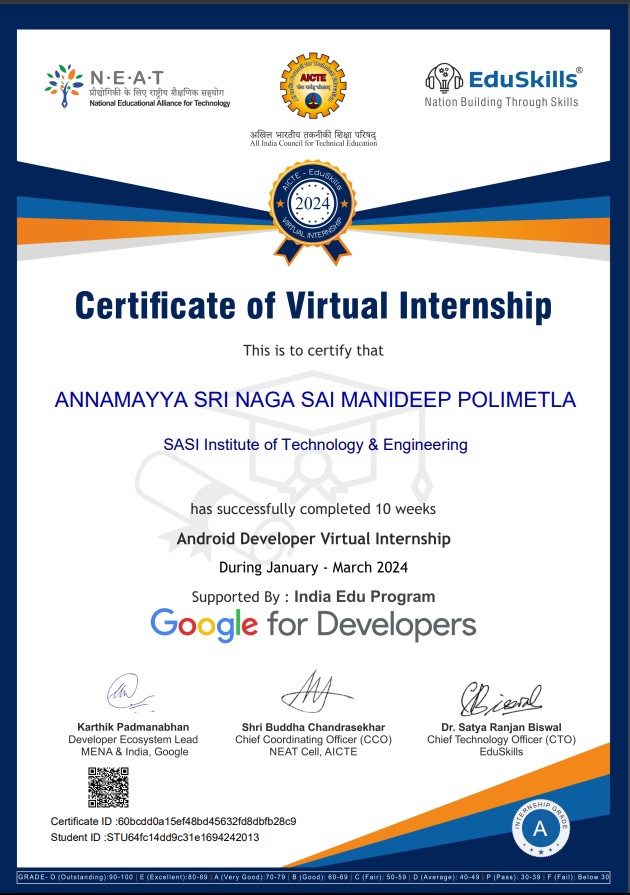 N·E·A·T
प्रौद्योगिकी के लिए राष्ट्रीय शैक्षणिक सहयोग
National Educational Alliance for Technology
AICTE
अखिल भारतीय तकनीकी शिक्षा परिषद्
All India Council for Technical Education
EduSkills®
Nation Building Through Skills
AICTE - EduSkills
2024
VIRTUAL INTERNSHIP
Certificate of Virtual Internship
This is to certify that
ANNAMAYYA SRI NAGA SAI MANIDEEP POLIMETLA
SASI Institute of Technology & Engineering
has successfully completed 10 weeks
Android Developer Virtual Internship
During January - March 2024
Supported By : India Edu Program
Google for Developers
Karthik Padmanabhan
Developer Ecosystem Lead
MENA & India, Google
Shri Buddha Chandrasekhar
Chief Coordinating Officer (CCO)
NEAT Cell, AICTE
Dr. Satya Ranjan Biswal
Chief Technology Officer (CTO)
EduSkills
Certificate ID :60bcdd0a15ef48bd45632fd8dbfb28c9
Student ID :STU64fc14dd9c31e1694242013
INTERNSHIP GRADE
A
GRADE- O (Outstanding):90-100 | E (Excellent):80-89 | A (Very Good):70-79 | B (Good): 60-69 | C (Fair): 50-59 | D (Average): 40-49 | P (Pass): 30-39 | F (Fail): Below 30